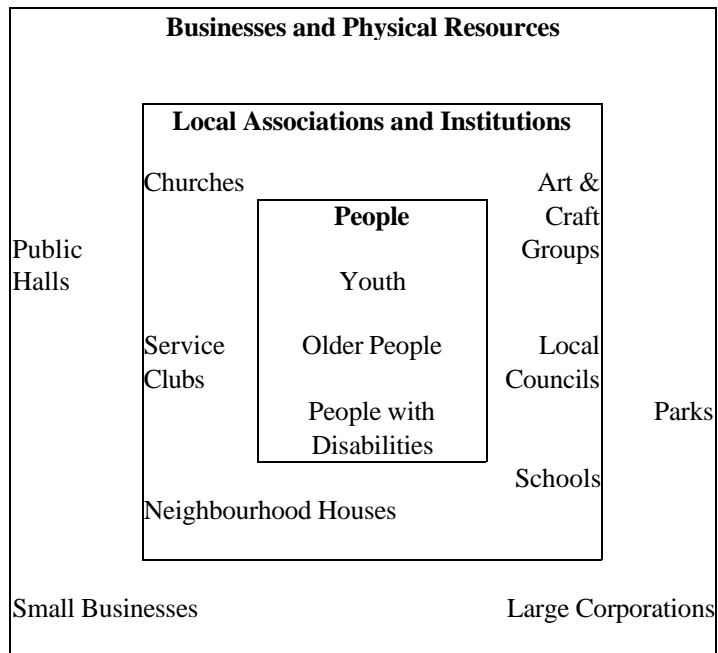 Businesses and Physical Resources
Local Associations and Institutions
Churches
Art &
Craft
Groups
People
Public
Halls
Youth
Service
Clubs
Older People
Local
Councils
People with
Disabilities
Parks
Schools
Neighbourhood Houses
Small Businesses
Large Corporations